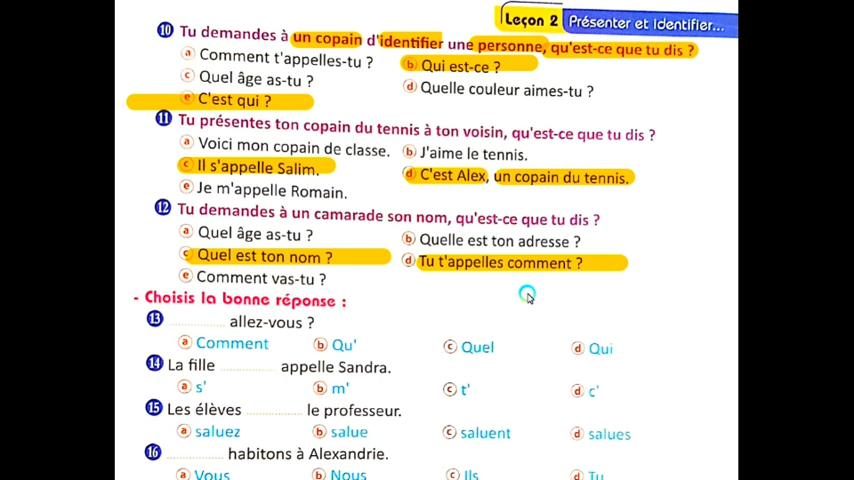 Leçon 2 Présenter et identifier...
10 Tu demandes à un copain d'identifier une personne, qu'est-ce que tu dis ?
a Comment t'appelles-tu ? b Qui est-ce ?
c Quel âge as-tu ? d Quelle couleur aimes-tu ?
e C'est qui ?
11 Tu présentes ton copain du tennis à ton voisin, qu'est-ce que tu dis ?
a Voici mon copain de classe. b J'aime le tennis.
c Il s'appelle Salim. d C'est Alex, un copain du tennis.
e Je m'appelle Romain.
12 Tu demandes à un camarade son nom, qu'est-ce que tu dis ?
a Quel âge as-tu ? b Quelle est ton adresse ?
c Quel est ton nom ? d Tu t'appelles comment ?
e Comment vas-tu ?
- Choisis la bonne réponse :
13 ............ allez-vous ?
a Comment b Qu' c Quel d Qui
14 La fille ............ appelle Sandra.
a s' b m' c t' d c'
15 Les élèves ............ le professeur.
a saluez b salue c saluent d salues
16 ............ habitons à Alexandrie.
a Vous b Nous c Ils d Tu